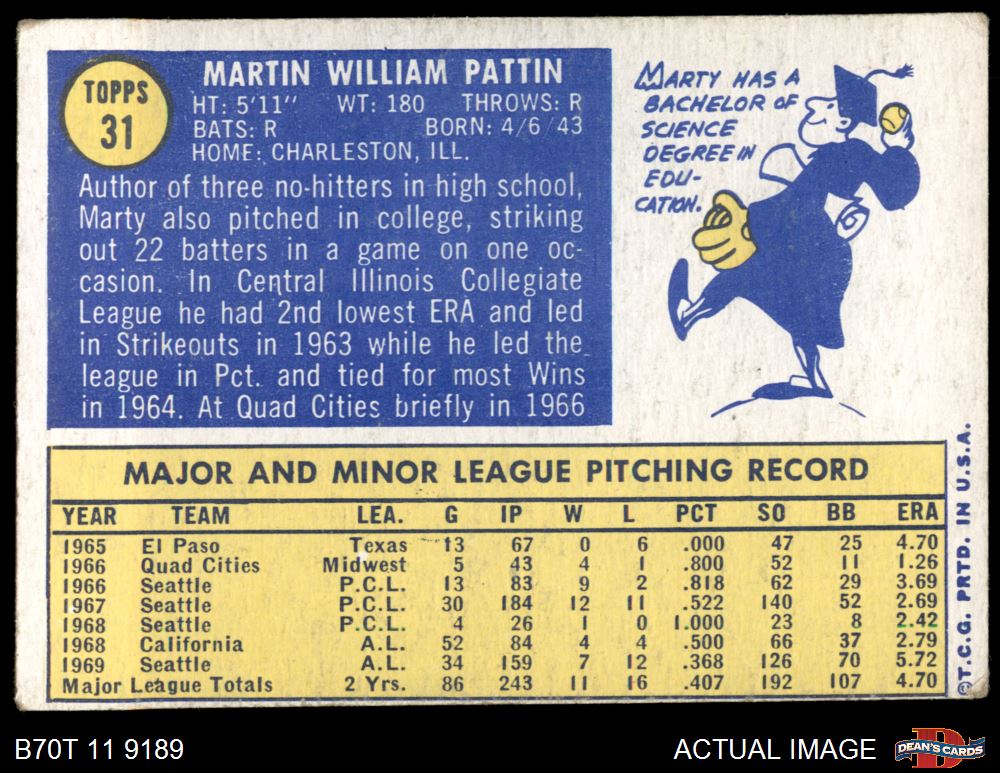 TOPPS
31
MARTIN WILLIAM PATTIN
HT: 5'11" WT: 180 THROWS: R
BATS: R BORN: 4/6/43
HOME: CHARLESTON, ILL.
Author of three no-hitters in high school,
Marty also pitched in college, striking
out 22 batters in a game on one oc-
casion. In Central Illinois Collegiate
League he had 2nd lowest ERA and led
in Strikeouts in 1963 while he led the
league in Pct. and tied for most Wins
in 1964. At Quad Cities briefly in 1966
MARTY HAS A
BACHELOR OF
SCIENCE
DEGREE IN
EDU-
CATION.
MAJOR AND MINOR LEAGUE PITCHING RECORD
YEAR TEAM LEA. G IP W L PCT SO BB ERA
1965 El Paso Texas 13 67 0 6 .000 47 25 4.70
1966 Quad Cities Midwest 5 43 4 1 .800 52 11 1.26
1966 Seattle P.C.L. 13 83 9 2 .818 62 29 3.69
1967 Seattle P.C.L. 30 184 12 11 .522 140 52 2.69
1968 Seattle P.C.L. 4 26 1 0 1.000 23 8 2.42
1968 California A.L. 52 84 4 4 .500 66 37 2.79
1969 Seattle A.L. 34 159 7 12 .368 126 70 5.72
Major League Totals 2 Yrs. 86 243 11 16 .407 192 107 4.70
©T.C.G. PRTD. IN U.S.A.
B70T 11 9189
ACTUAL IMAGE
DEAN'S CARDS